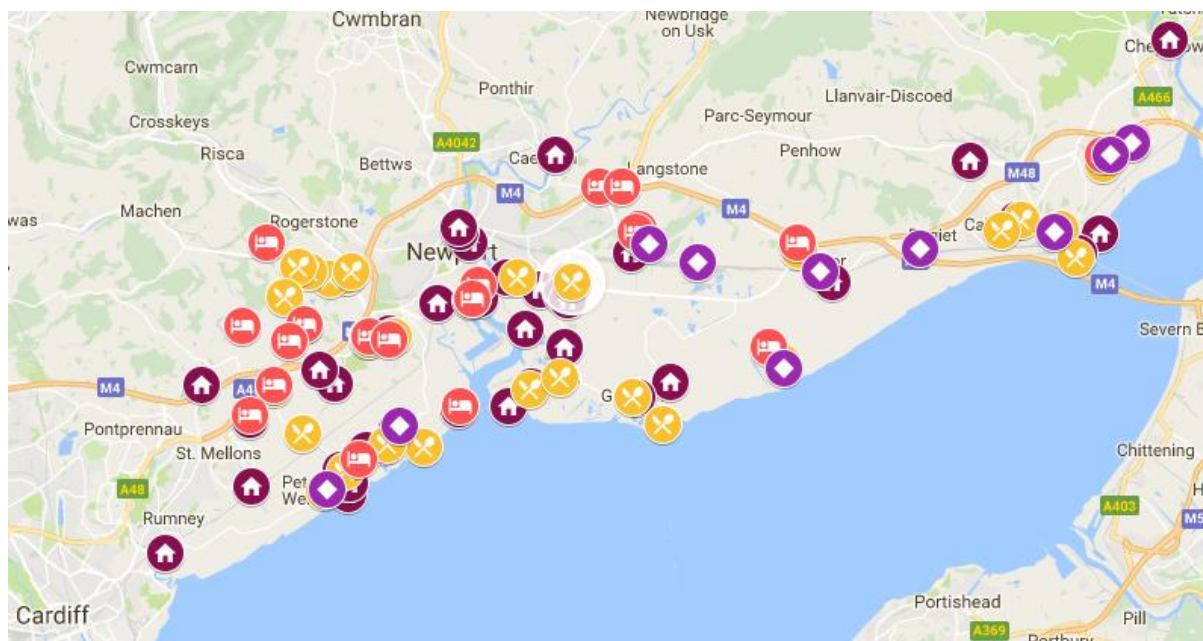 Cwmbran
Newbridge
on Usk
Cwmcarn
Ponthir
Llanvair-Discoed
A466
Crosskeys
Parc-Seymour
A4042
Risca
Bettws
Langstone
Penhow
M48
M4
Machen
Rogerstone
M4
M4
Severn
M4
Pontprennau
St. Mellons
Chittening
A48
A403
Rumney
Cardiff
Portishead
Pill
A369